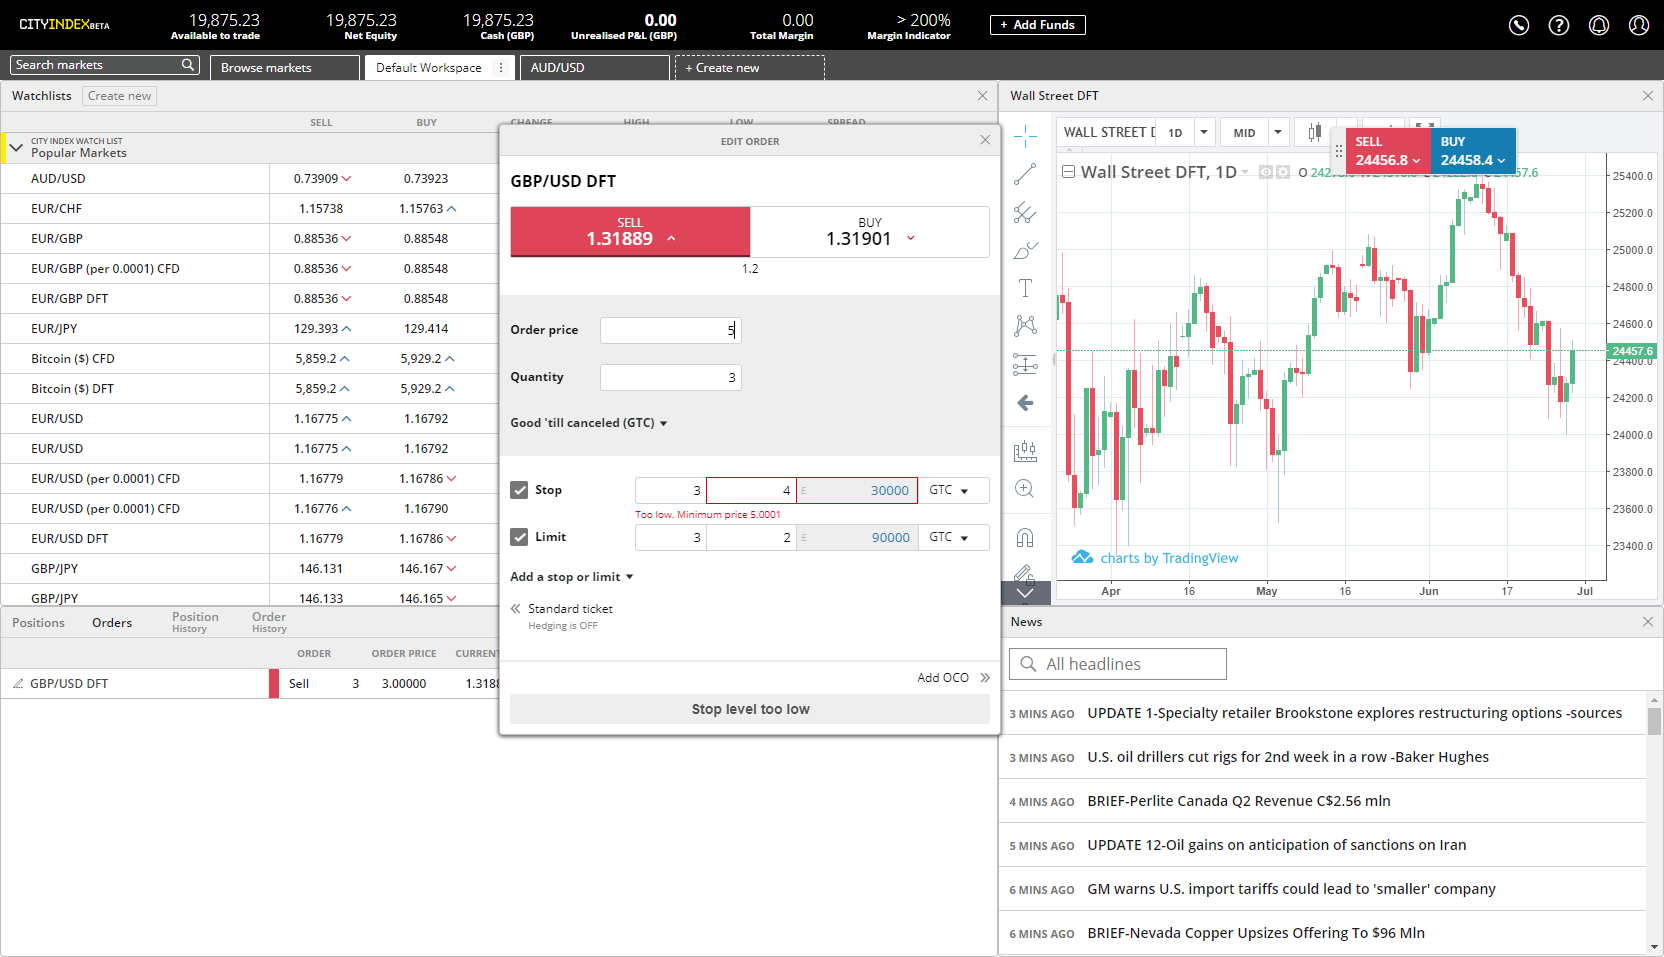 CITYINDEXBETA
19,875.23
Available to trade
19,875.23
Net Equity
19,875.23
Cash (GBP)
0.00
Unrealised P&L (GBP)
0.00
Total Margin
> 200%
Margin Indicator
+ Add Funds
Search markets
Browse markets
Default Workspace
AUD/USD
+ Create new
Watchlists
Create new
SELL BUY CHANGE HIGH LOW SPREAD
CITY INDEX WATCH LIST
Popular Markets
AUD/USD 0.73909 0.73923
EUR/CHF 1.15738 1.15763
EUR/GBP 0.88536 0.88548
EUR/GBP (per 0.0001) CFD 0.88536 0.88548
EUR/GBP DFT 0.88536 0.88548
EUR/JPY 129.393 129.414
Bitcoin ($) CFD 5,859.2 5,929.2
Bitcoin ($) DFT 5,859.2 5,929.2
EUR/USD 1.16775 1.16792
EUR/USD 1.16775 1.16792
EUR/USD (per 0.0001) CFD 1.16779 1.16786
EUR/USD (per 0.0001) CFD 1.16776 1.16790
EUR/USD DFT 1.16779 1.16786
GBP/JPY 146.131 146.167
GBP/JPY 146.133 146.165
Positions
Orders
Position History
Order History
ORDER ORDER PRICE CURRENT
GBP/USD DFT Sell 3 3.00000 1.3188
EDIT ORDER
GBP/USD DFT
SELL
1.31889
BUY
1.31901
1.2
Order price 5
Quantity 3
Good 'till canceled (GTC)
Stop 3 4 £ 30000 GTC
Too low. Minimum price 5.0001
Limit 3 2 £ 90000 GTC
Add a stop or limit
Standard ticket
Hedging is OFF
Add OCO
Stop level too low
Wall Street DFT
WALL STREET D 1D MID
SELL
24456.8
BUY
24458.4
Wall Street DFT, 1D
25400.0
25200.0
25000.0
24800.0
24600.0
24457.6
24400.0
24200.0
24000.0
23800.0
23600.0
23400.0
charts by TradingView
Apr 16 May 16 Jun 17 Jul
News
All headlines
3 MINS AGO UPDATE 1-Specialty retailer Brookstone explores restructuring options -sources
3 MINS AGO U.S. oil drillers cut rigs for 2nd week in a row -Baker Hughes
4 MINS AGO BRIEF-Perlite Canada Q2 Revenue C$2.56 mln
5 MINS AGO UPDATE 12-Oil gains on anticipation of sanctions on Iran
6 MINS AGO GM warns U.S. import tariffs could lead to 'smaller' company
6 MINS AGO BRIEF-Nevada Copper Upsizes Offering To $96 Mln